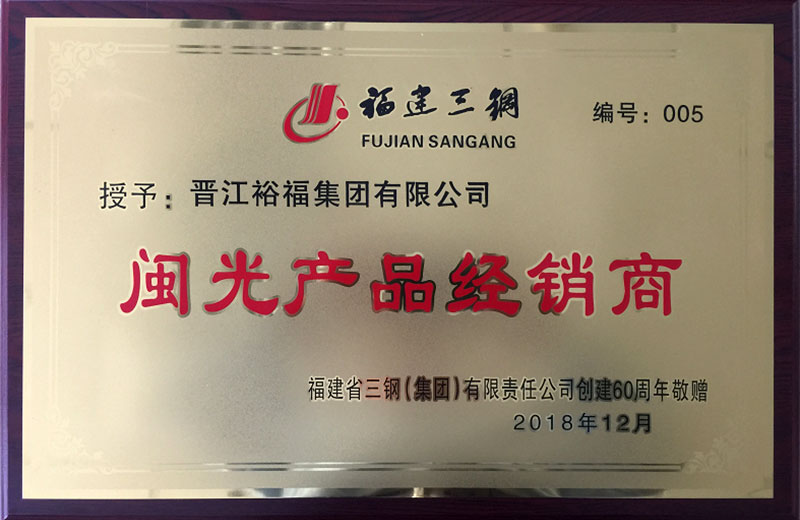 福建三钢
FUJIAN SANGANG
编号：005
授予：晋江裕福集团有限公司
闽光产品经销商
福建省三钢(集团)有限责任公司创建60周年敬赠
2018年12月